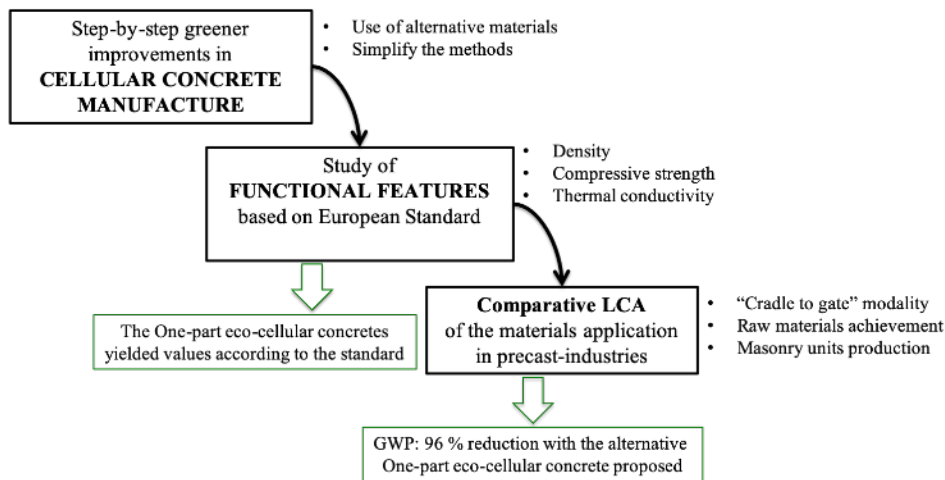 Step-by-step greener
improvements in
CELLULAR CONCRETE
MANUFACTURE
• Use of alternative materials
• Simplify the methods
Study of
FUNCTIONAL FEATURES
based on European Standard
• Density
• Compressive strength
• Thermal conductivity
The One-part eco-cellular concretes
yielded values according to the standard
Comparative LCA
of the materials application
in precast-industries
• “Cradle to gate” modality
• Raw materials achievement
• Masonry units production
GWP: 96 % reduction with the alternative
One-part eco-cellular concrete proposed